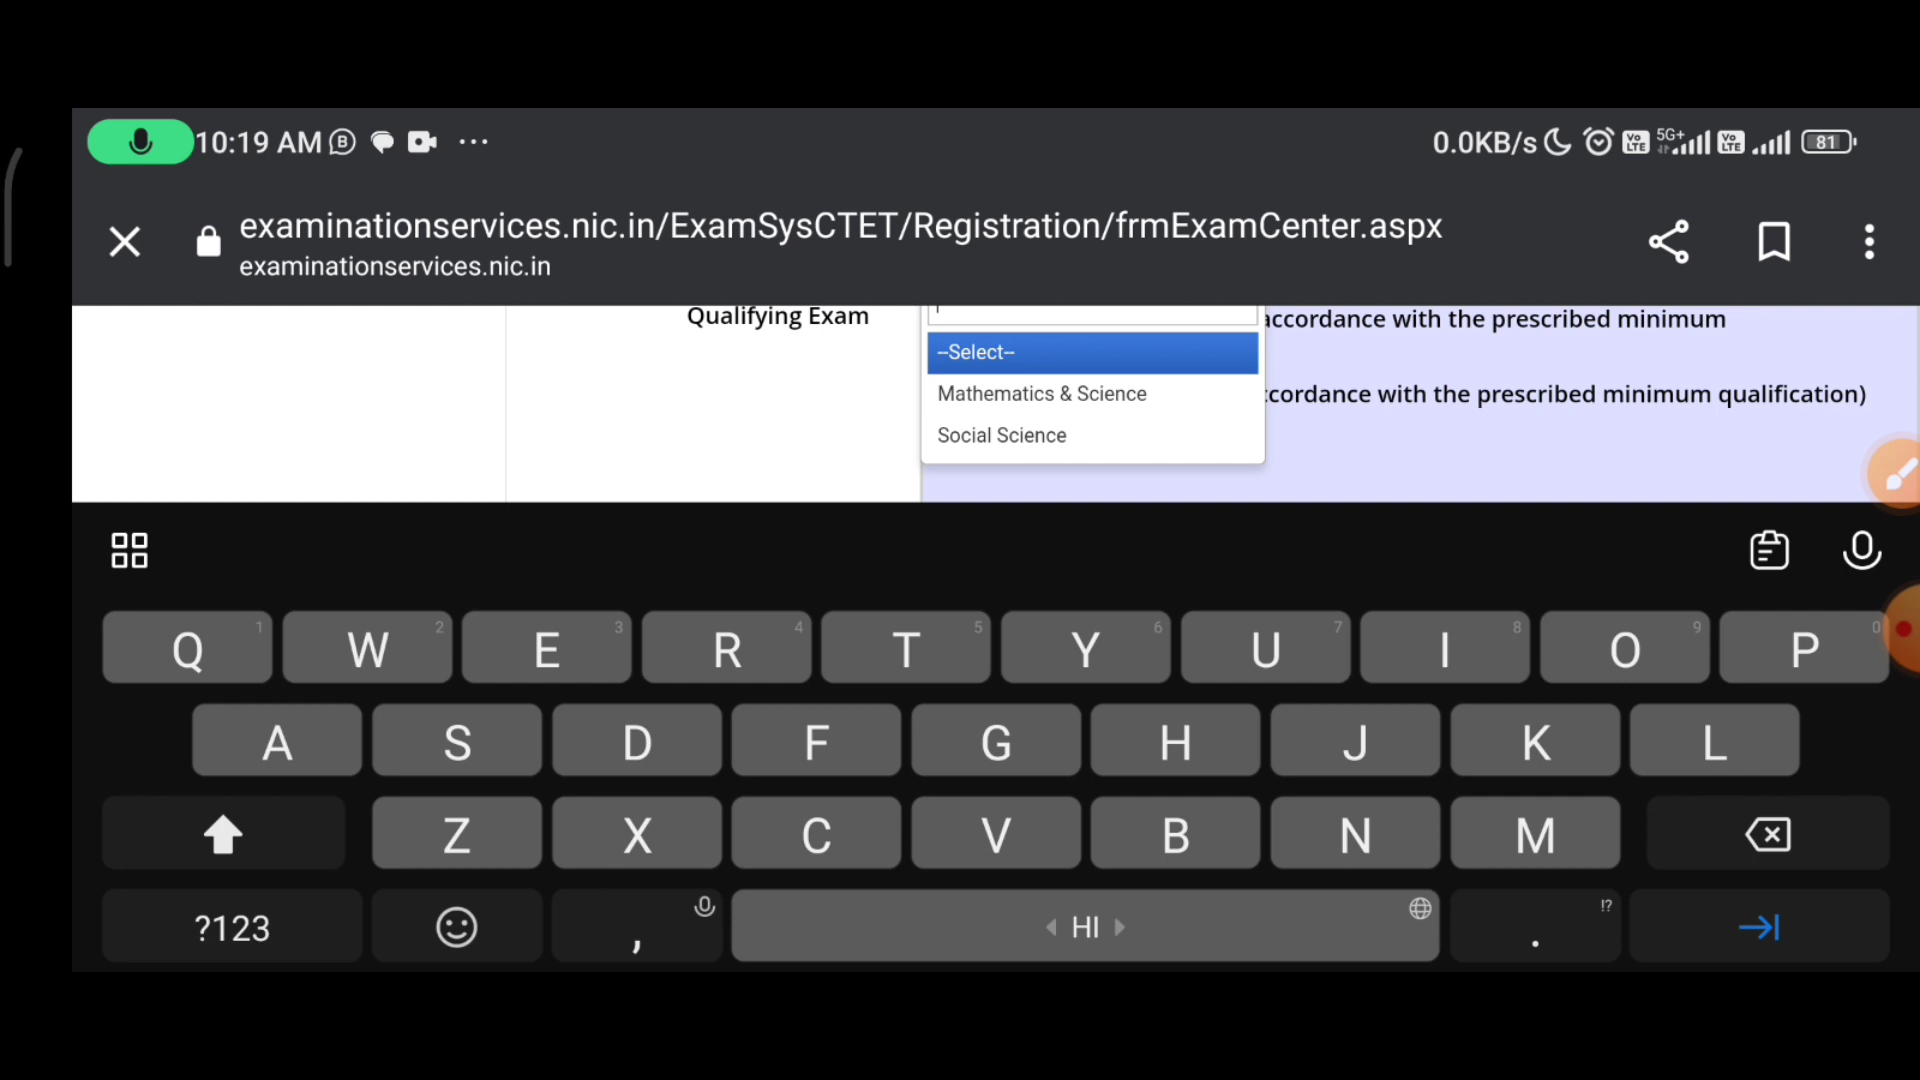 10:19 AM
0.0KB/s 5G+ 81
examinationservices.nic.in/ExamSysCTET/Registration/frmExamCenter.aspx
examinationservices.nic.in
Qualifying Exam
accordance with the prescribed minimum
--Select--
Mathematics & Science
cordance with the prescribed minimum qualification)
Social Science
Q 1 W 2 E 3 R 4 T 5 Y 6 U 7 I 8 O 9 P 0
A S D F G H J K L
Z X C V B N M
?123 , HI . !?